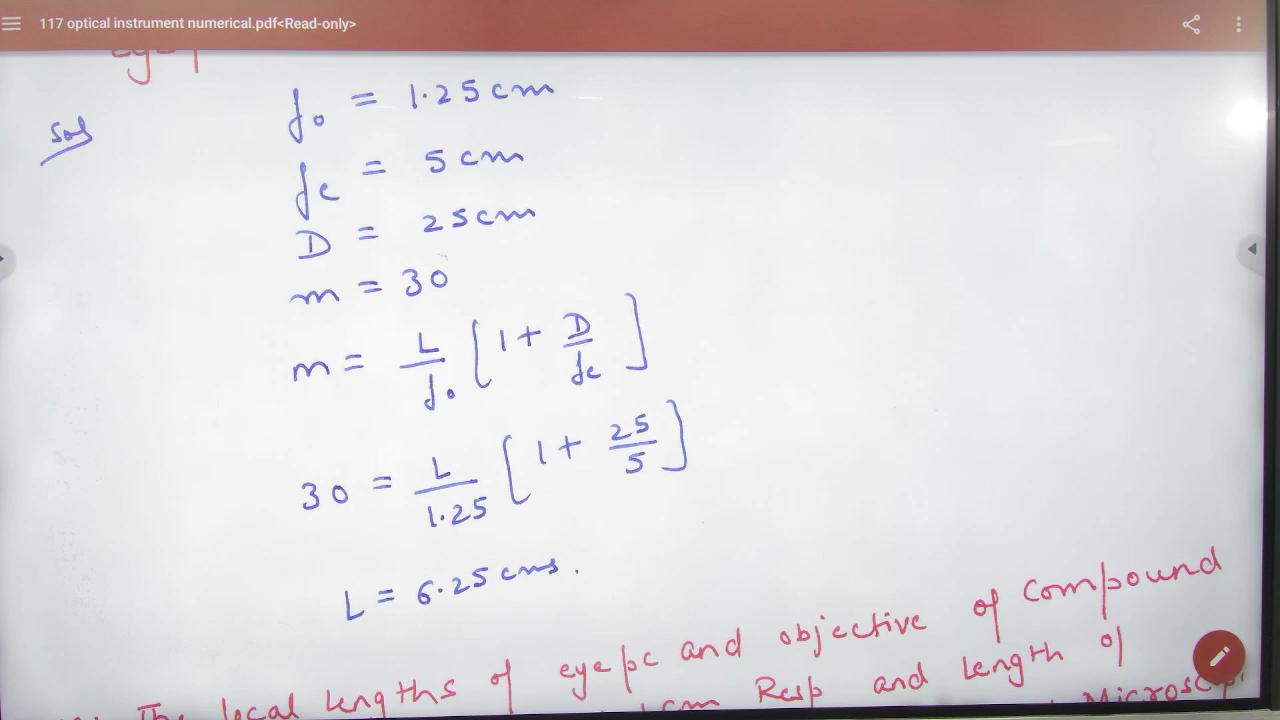 117 optical instrument numerical.pdf<Read-only>
Sol
fo = 1.25 cm
fe = 5 cm
D = 25 cm
m = 30
m = L/fo [1 + D/fe]
30 = L/1.25 [1 + 25/5]
L = 6.25 cms.
The focal lengths of eyepc and objective of compound
1cm Resp and length of
Microscp